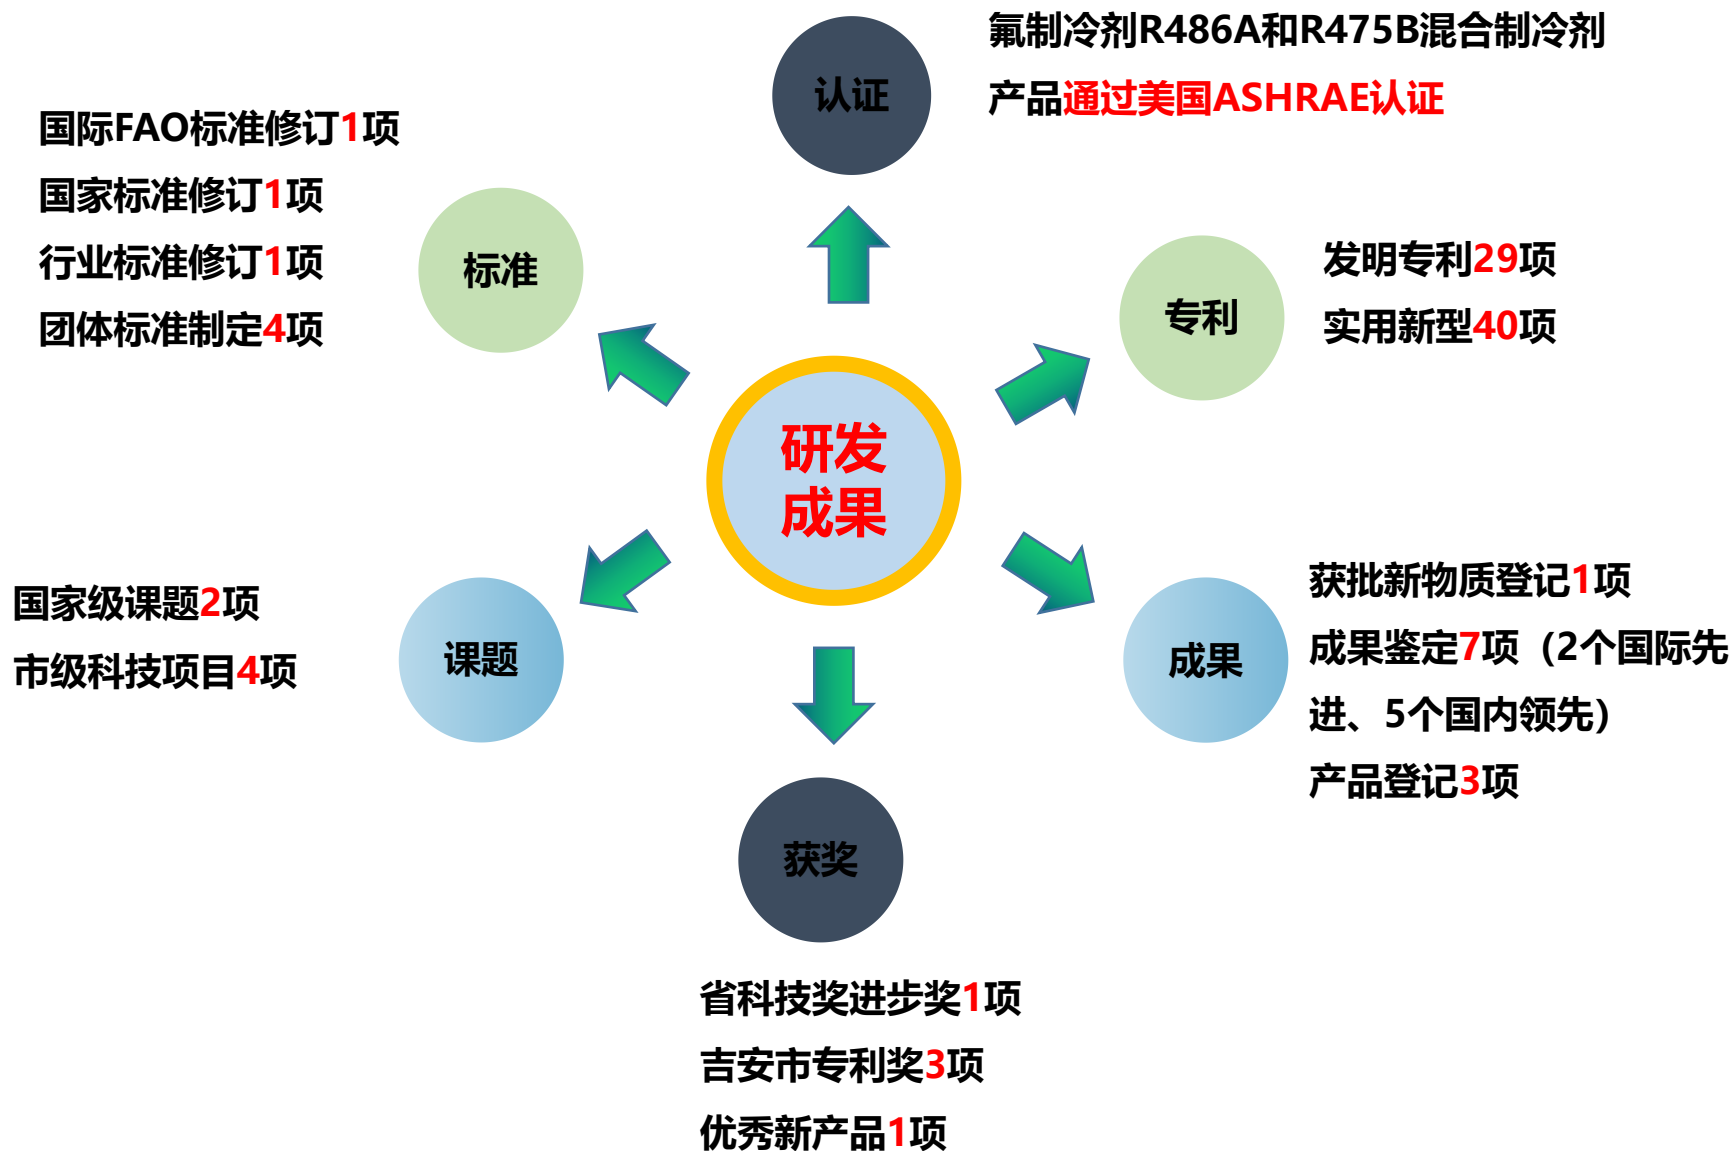 认证
氟制冷剂R486A和R475B混合制冷剂
产品通过美国ASHRAE认证
国际FAO标准修订1项
国家标准修订1项
行业标准修订1项
团体标准制定4项
标准
专利
发明专利29项
实用新型40项
研发
成果
国家级课题2项
市级科技项目4项
课题
成果
获批新物质登记1项
成果鉴定7项（2个国际先
进、5个国内领先）
产品登记3项
获奖
省科技奖进步奖1项
吉安市专利奖3项
优秀新产品1项